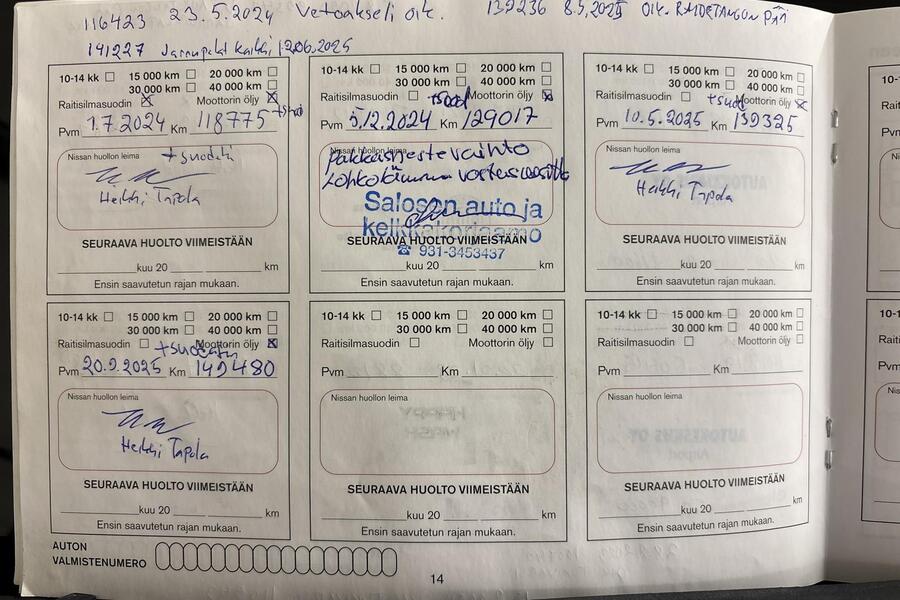 116423 23.5.2024 Vetoakseli oik. 139236 8.5.2025 OIK. RAIDETANGON PÄÄ
141227 Jarrupalat kaikki 12.06.2025
10-14 kk 15 000 km 20 000 km
30 000 km 40 000 km
Raitisilmasuodin ☒ Moottorin öljy ☒
Pvm 1.7.2024 Km 118775
Nissan huollon leima
+suodatin
Heikki Tapola
SEURAAVA HUOLTO VIIMEISTÄÄN
kuu 20 km
Ensin saavutetun rajan mukaan.
10-14 kk 15 000 km 20 000 km
30 000 km 40 000 km
Raitisilmasuodin Moottorin öljy ☒
+suod
Pvm 5.12.2024 Km 129017
Nissan huollon leima
Pakkasnestevaihto
Salosen auto ja
kelkkakorjaamo
SEURAAVA HUOLTO VIIMEISTÄÄN
☎ 931-3453437
kuu 20 km
Ensin saavutetun rajan mukaan.
10-14 kk 15 000 km 20 000 km
30 000 km 40 000 km
Raitisilmasuodin Moottorin öljy ☒
+suod
Pvm 10.5.2025 Km 139325
Nissan huollon leima
Heikki Tapola
SEURAAVA HUOLTO VIIMEISTÄÄN
kuu 20 km
Ensin saavutetun rajan mukaan.
10-14 kk 15 000 km 20 000 km
30 000 km 40 000 km
Raitisilmasuodin Moottorin öljy ☒
+suodatin
Pvm 20.9.2025 Km 149480
Nissan huollon leima
Heikki Tapola
SEURAAVA HUOLTO VIIMEISTÄÄN
kuu 20 km
Ensin saavutetun rajan mukaan.
10-14 kk 15 000 km 20 000 km
30 000 km 40 000 km
Raitisilmasuodin Moottorin öljy
Pvm Km
Nissan huollon leima
SEURAAVA HUOLTO VIIMEISTÄÄN
kuu 20 km
Ensin saavutetun rajan mukaan.
10-14 kk 15 000 km 20 000 km
30 000 km 40 000 km
Raitisilmasuodin Moottorin öljy
Pvm Km
Nissan huollon leima
SEURAAVA HUOLTO VIIMEISTÄÄN
kuu 20 km
Ensin saavutetun rajan mukaan.
AUTON
VALMISTENUMERO
14